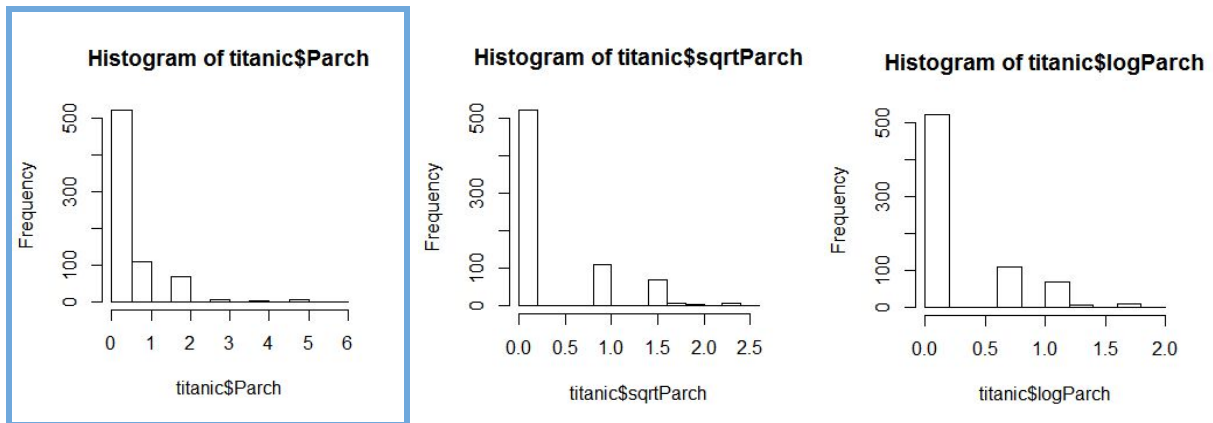 Histogram of titanic$Parch
Frequency
500
300
100
0
0 1 2 3 4 5 6
titanic$Parch
Histogram of titanic$sqrtParch
Frequency
500
300
100
0
0.0 0.5 1.0 1.5 2.0 2.5
titanic$sqrtParch
Histogram of titanic$logParch
Frequency
500
300
100
0
0.0 0.5 1.0 1.5 2.0
titanic$logParch